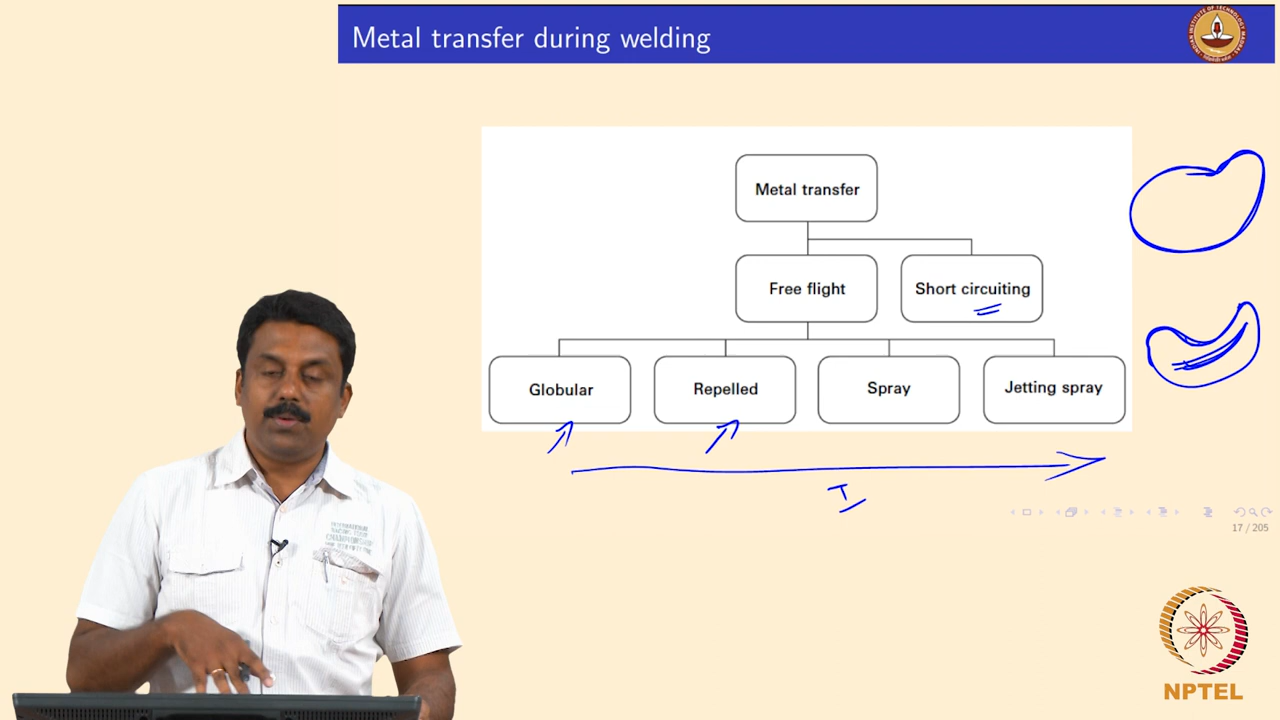 Metal transfer during welding
Metal transfer
Free flight
Short circuiting
Globular
Repelled
Spray
Jetting spray
I
17 / 205
NPTEL